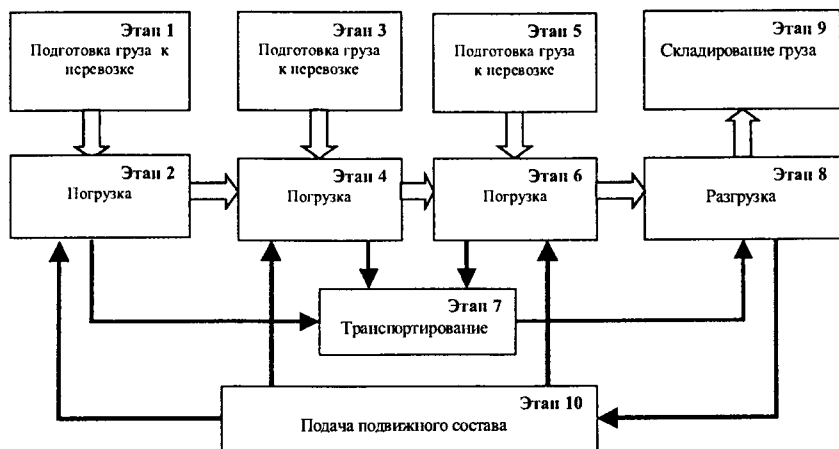 Этап 1
Подготовка груза к
перевозке
Этап 3
Подготовка груза
к перевозке
Этап 5
Подготовка груза
к перевозке
Этап 9
Складирование груза
Этап 2
Погрузка
Этап 4
Погрузка
Этап 6
Погрузка
Этап 8
Разгрузка
Этап 7
Транспортирование
Этап 10
Подача подвижного состава